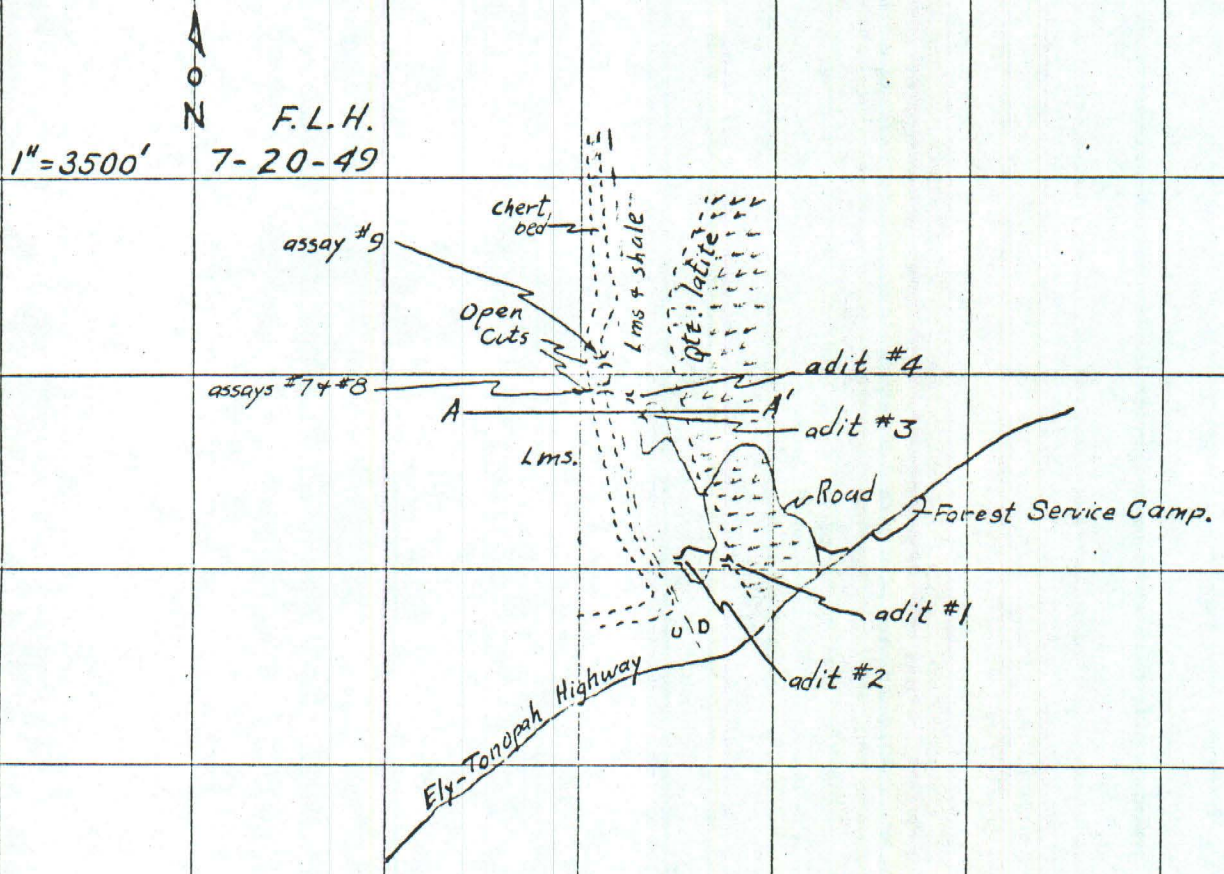 O
N
F.L.H.
1"=3500' 7-20-49
chert
bed
assay #9
Lms & shale
Qtz. latite
Open
Cuts
adit #4
assays #7 & #8
A A'
adit #3
Lms.
Road
Forest Service Camp.
adit #1
U D
adit #2
Ely-Tonopah Highway